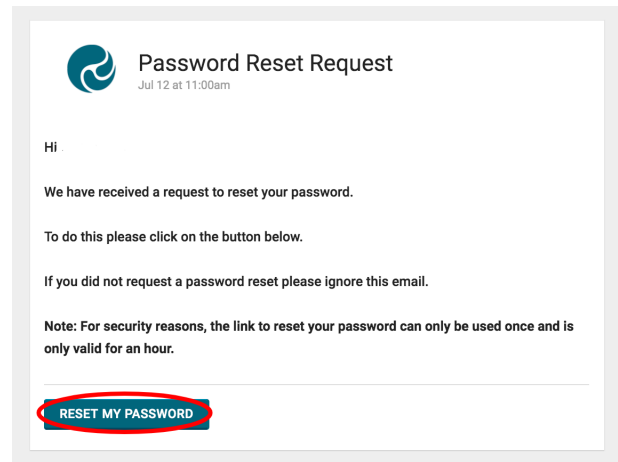 Password Reset Request
Jul 12 at 11:00am
Hi
We have received a request to reset your password.
To do this please click on the button below.
If you did not request a password reset please ignore this email.
Note: For security reasons, the link to reset your password can only be used once and is
only valid for an hour.
RESET MY PASSWORD